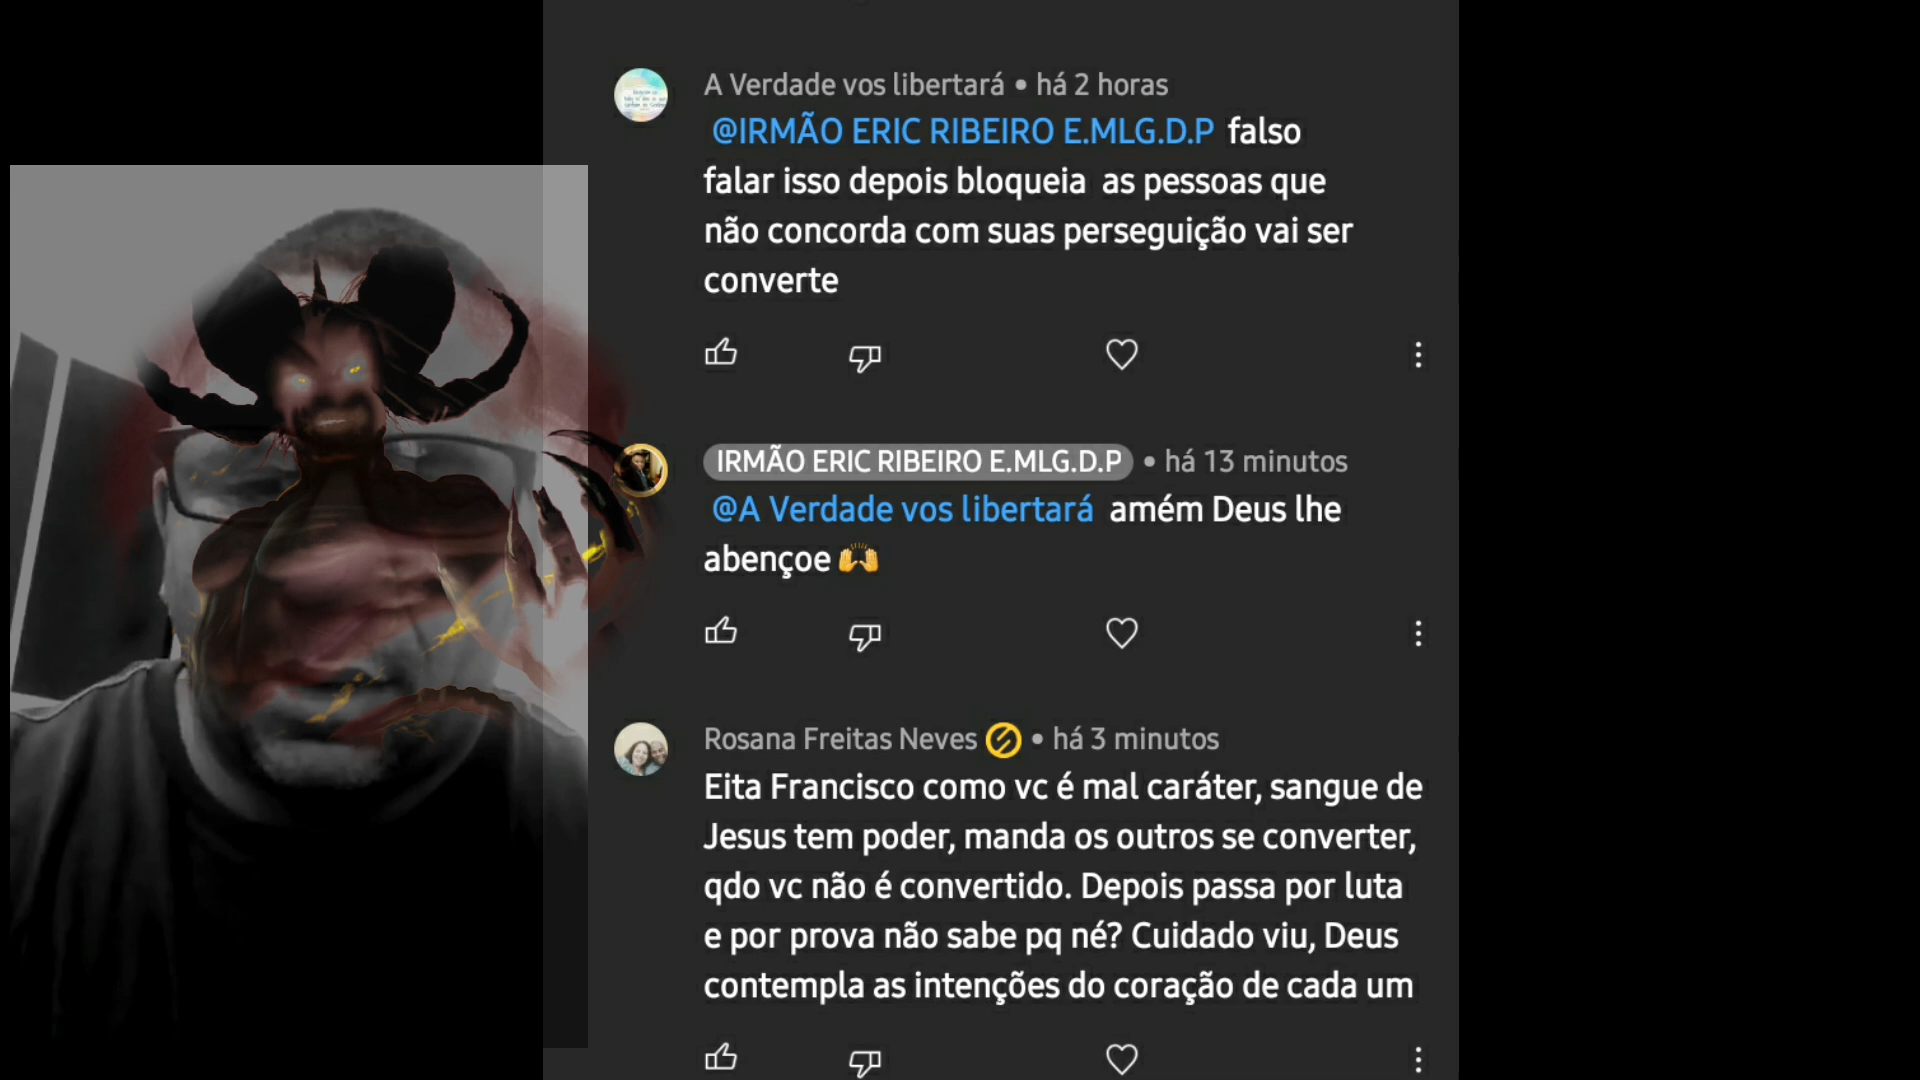 A Verdade vos libertará • há 2 horas
@IRMÃO ERIC RIBEIRO E.MLG.D.P falso
falar isso depois bloqueia as pessoas que
não concorda com suas perseguição vai ser
converte
IRMÃO ERIC RIBEIRO E.MLG.D.P • há 13 minutos
@A Verdade vos libertará amém Deus lhe
abençoe 🙌
Rosana Freitas Neves • há 3 minutos
Eita Francisco como vc é mal caráter, sangue de
Jesus tem poder, manda os outros se converter,
qdo vc não é convertido. Depois passa por luta
e por prova não sabe pq né? Cuidado viu, Deus
contempla as intenções do coração de cada um